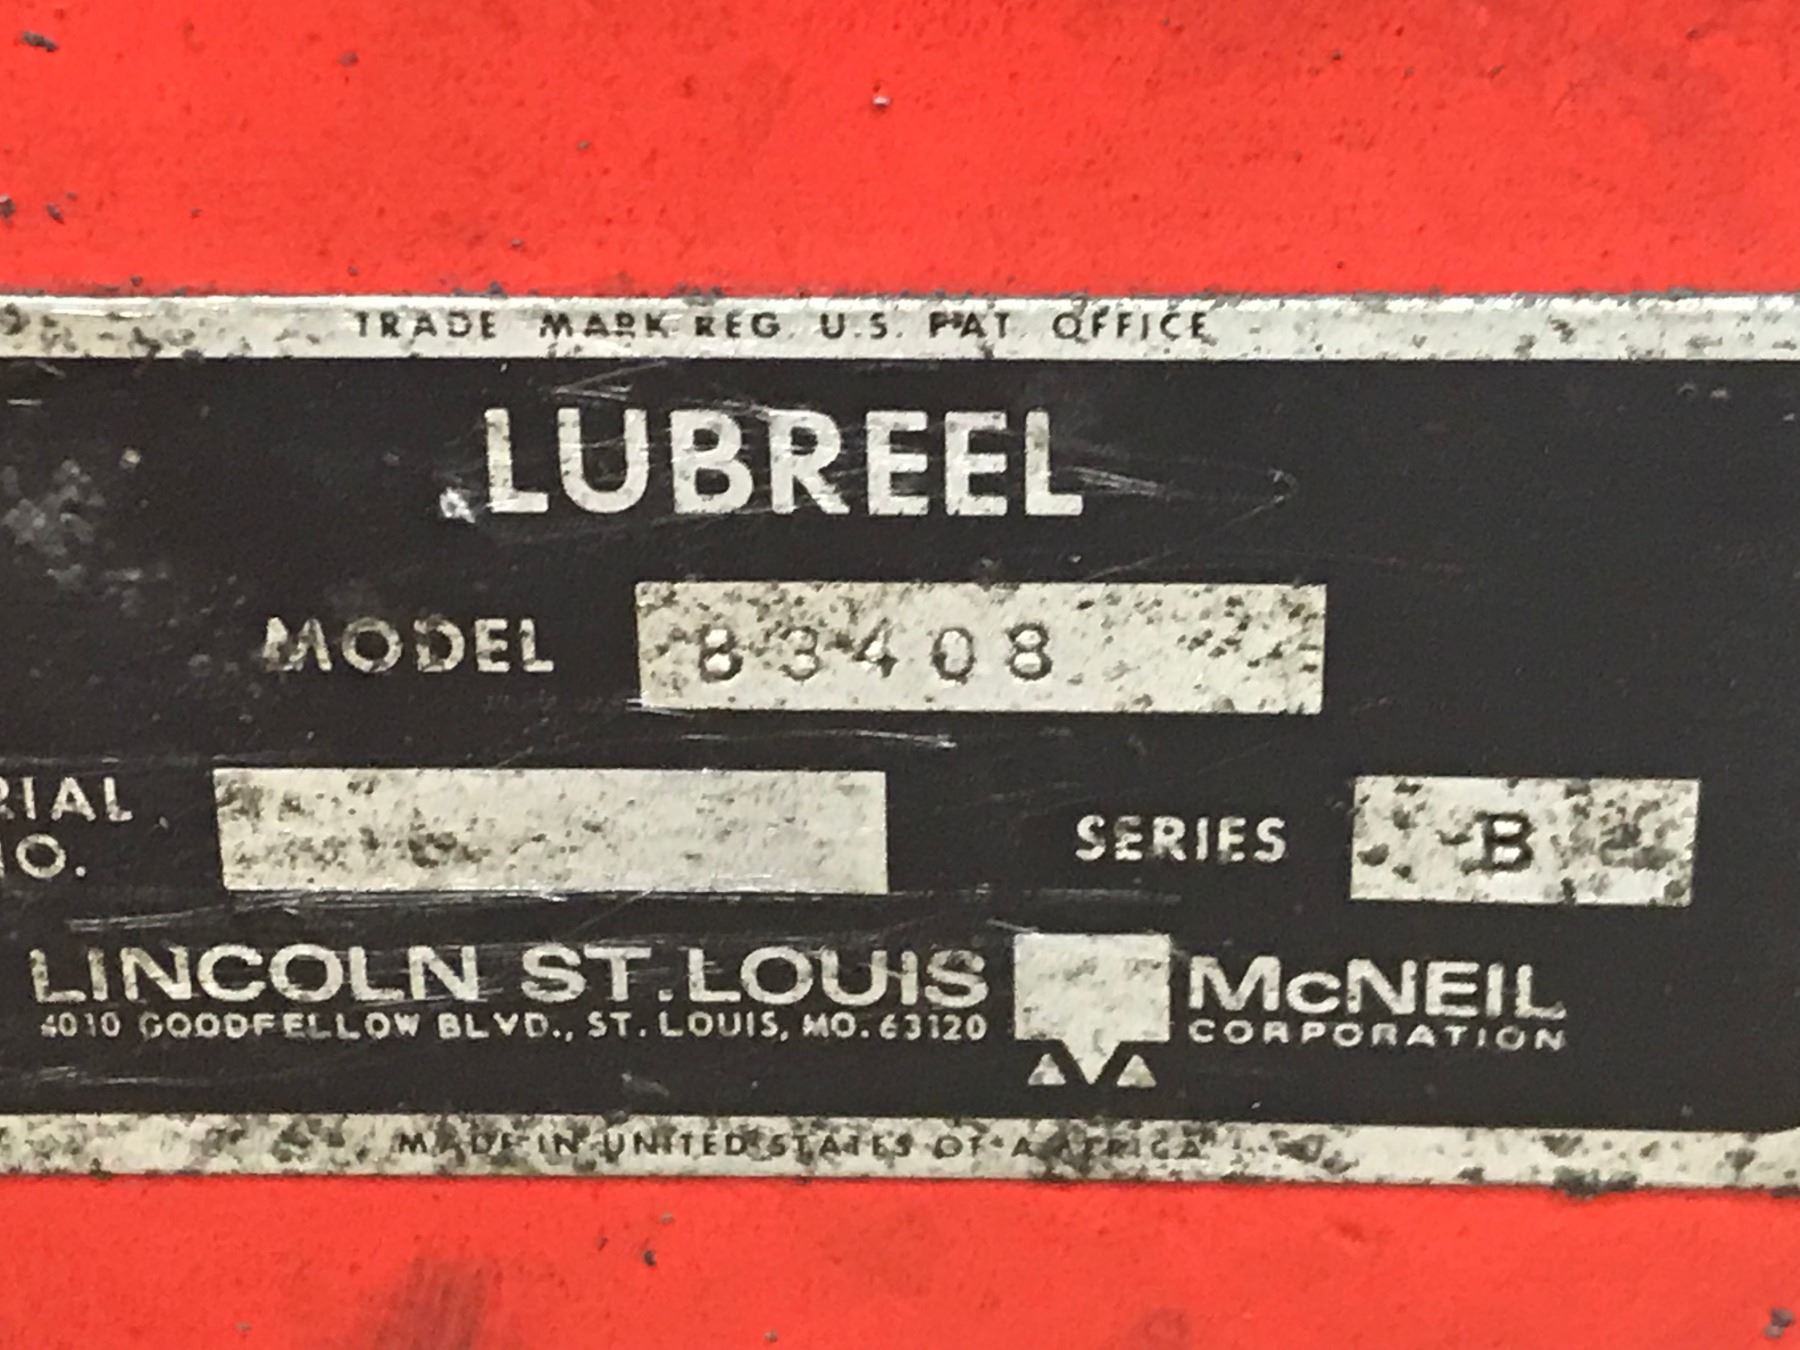 TRADE MARK REG. U.S. PAT. OFFICE
LUBREEL
MODEL 83408
RIAL
NO.
SERIES B
LINCOLN ST. LOUIS
4010 GOODFELLOW BLVD., ST. LOUIS, MO. 63120
McNEIL
CORPORATION
MADE IN UNITED STATES OF AMERICA